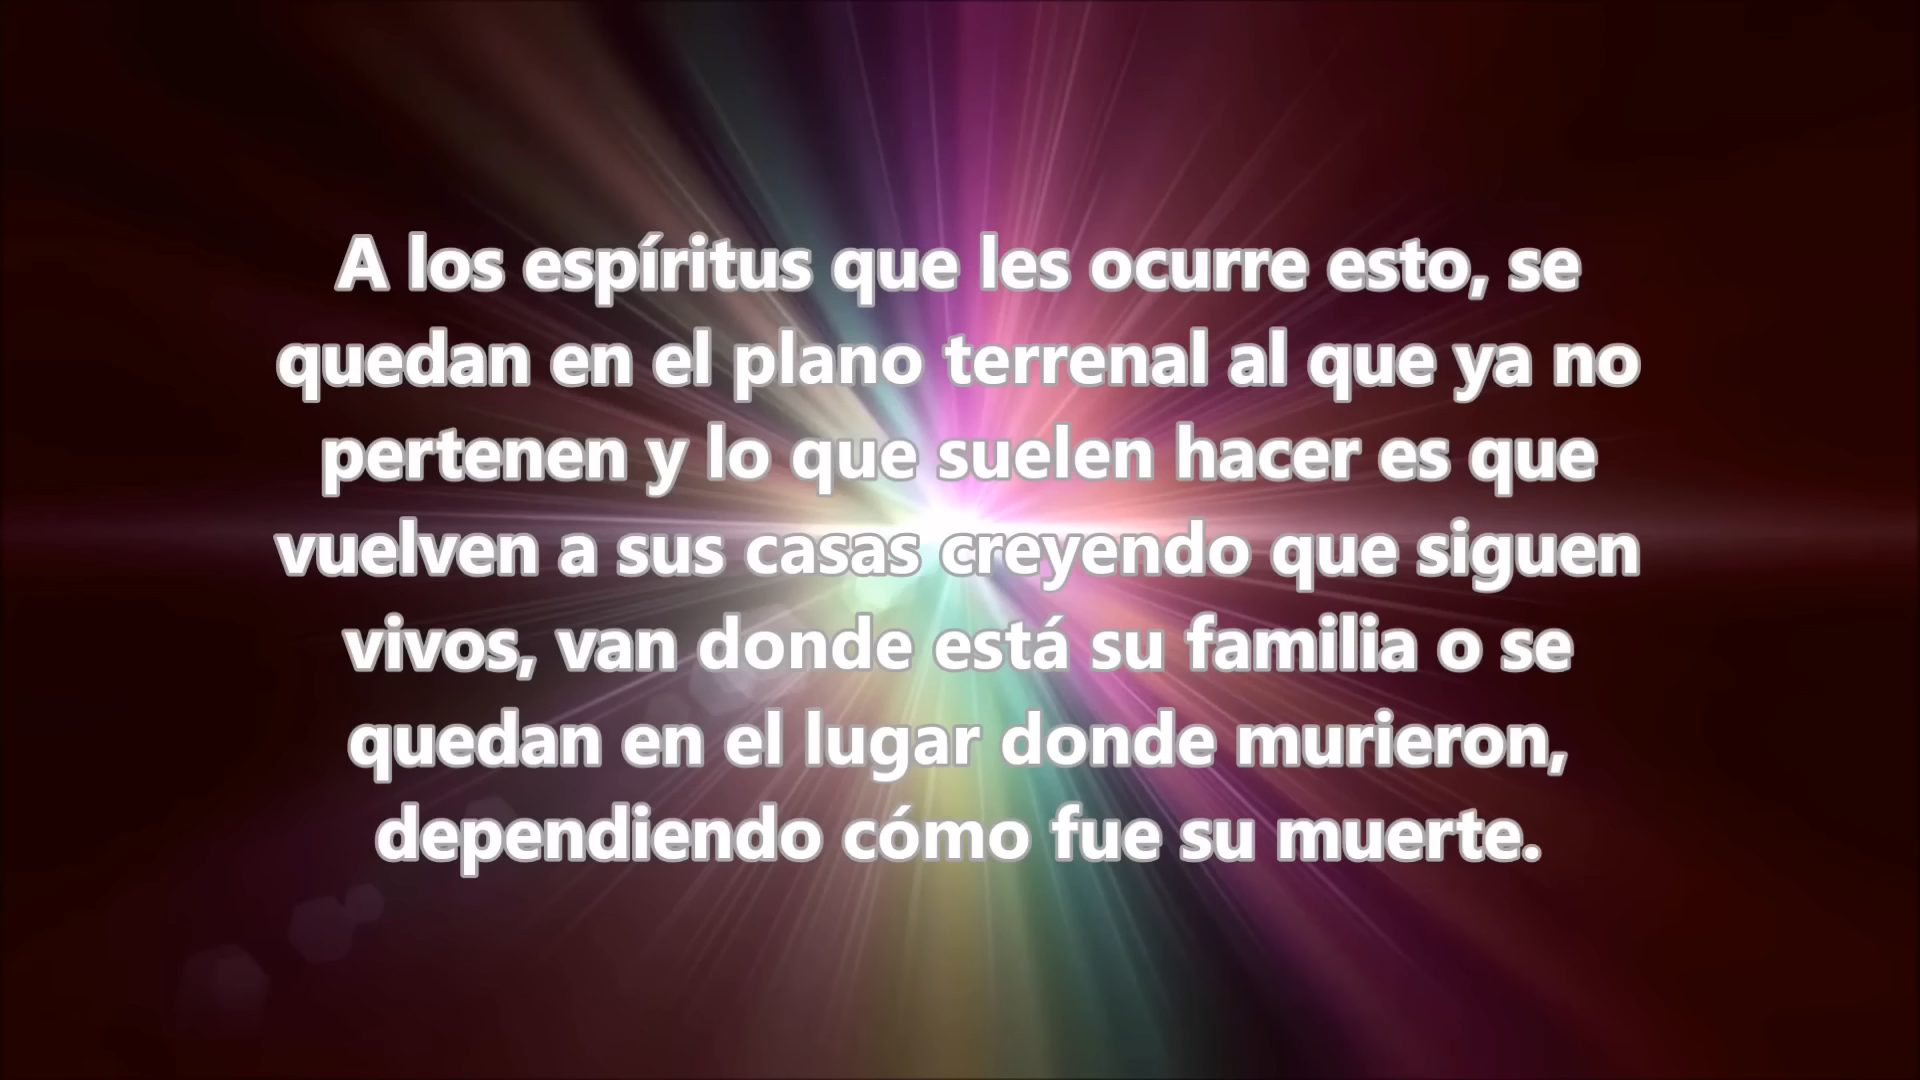 A los espíritus que les ocurre esto, se
quedan en el plano terrenal al que ya no
pertenen y lo que suelen hacer es que
vuelven a sus casas creyendo que siguen
vivos, van donde está su familia o se
quedan en el lugar donde murieron,
dependiendo cómo fue su muerte.